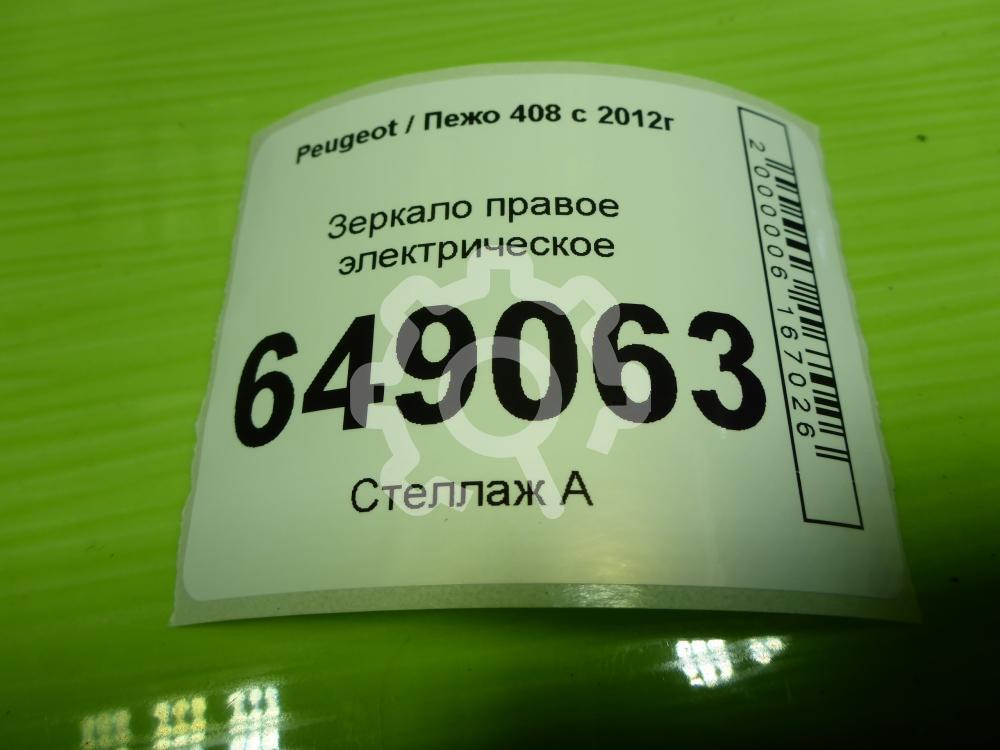 Peugeot / Пежо 408 с 2012г
Зеркало правое
электрическое
649063
Стеллаж А
2000006167026